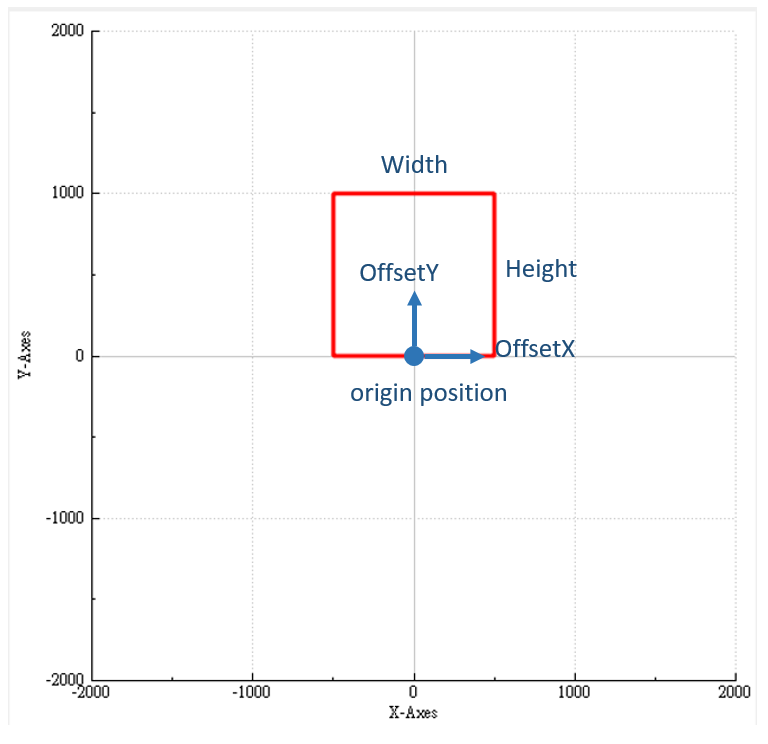 2000
Width
1000
OffsetY
Height
0
OffsetX
Y-Axes
origin position
-1000
-2000
-2000 -1000 0 1000 2000
X-Axes